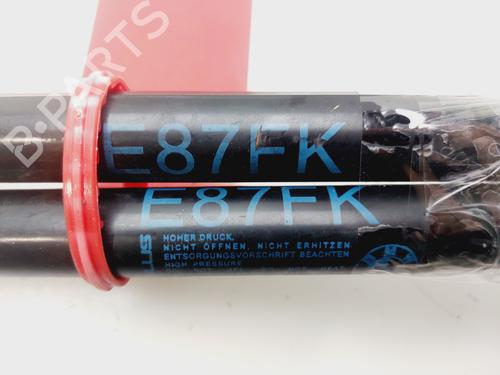 B-PARTS
E87FK
E87FK
HOHER DRUCK,
NICHT ÖFFNEN, NICHT ERHITZEN
ENTSORGUNGSVORSCHRIFT BEACHTEN
HIGH PRESSURE